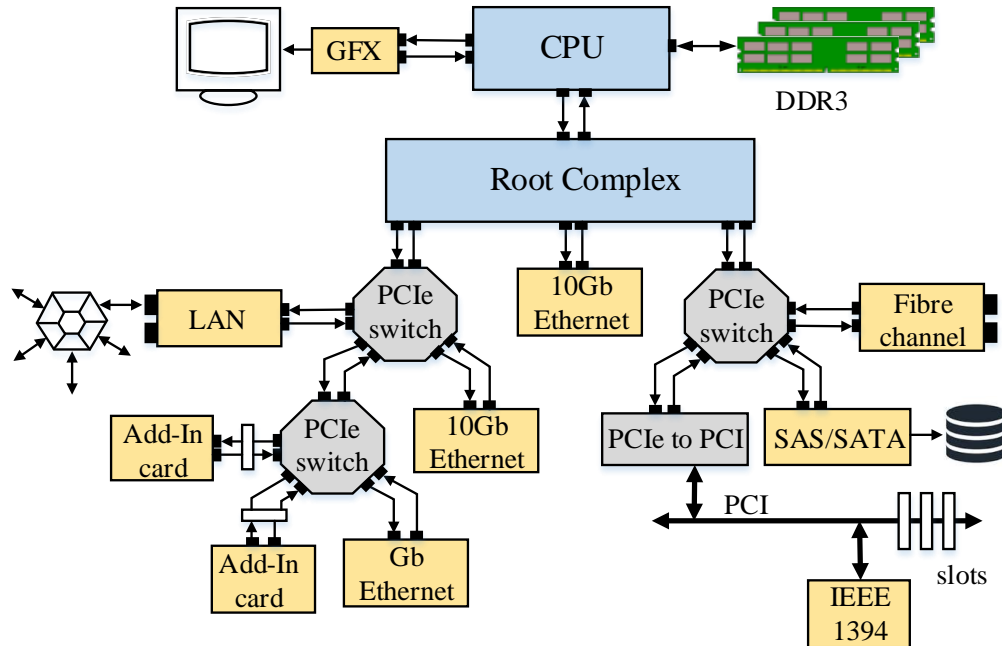 GFX
CPU
DDR3
Root Complex
PCIe
switch
10Gb
Ethernet
PCIe
switch
LAN
Fibre
channel
Add-In
card
PCIe
switch
10Gb
Ethernet
PCIe to PCI
SAS/SATA
PCI
Add-In
card
Gb
Ethernet
slots
IEEE
1394